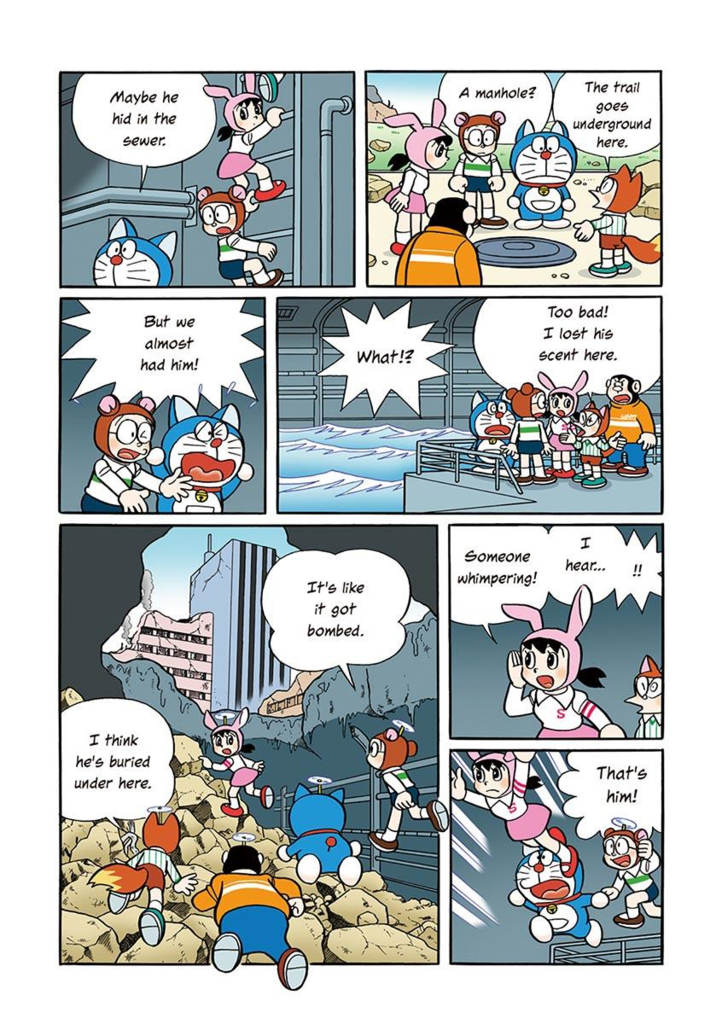 The trail
goes
underground
here.
A manhole?
Maybe he
hid in the
sewer.
Too bad!
I lost his
scent here.
What!?
S
But we
almost
had him!
I
hear...
!!
Someone
whimpering!
S
That's
him!
S
It's like
it got
bombed.
I think
he's buried
under here.